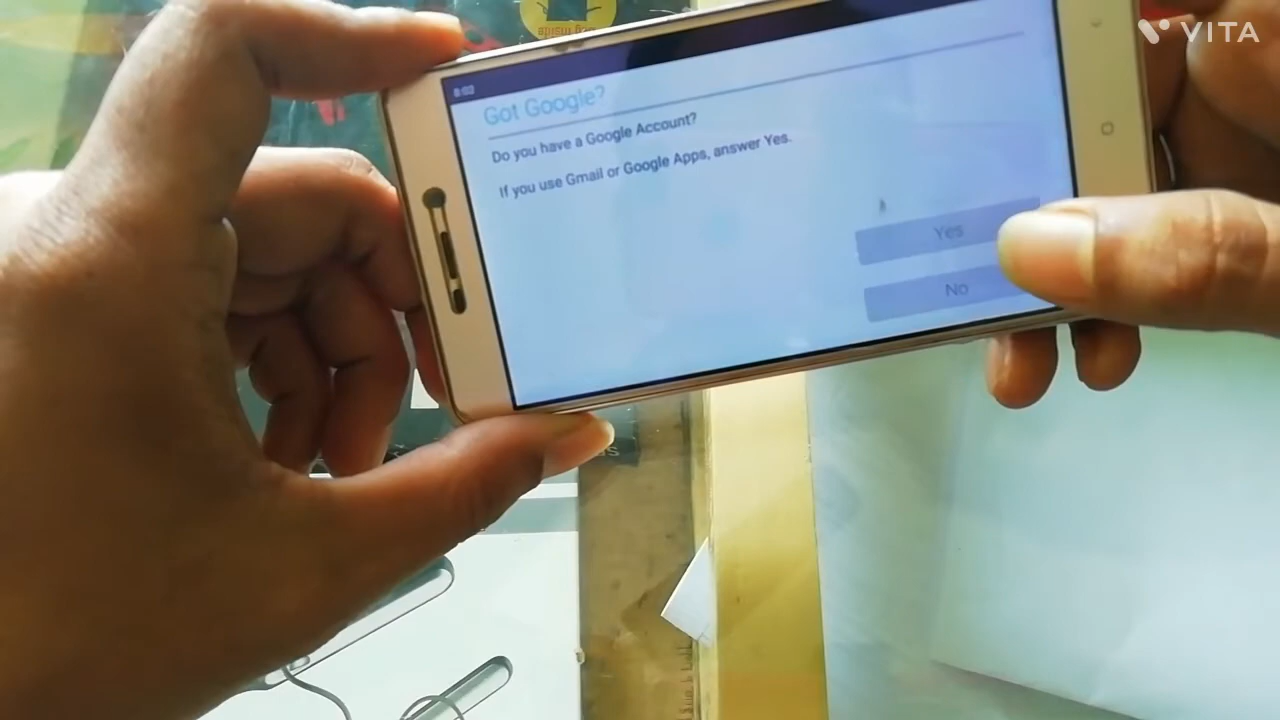 VITA
8:02
Got Google?
Do you have a Google Account?
If you use Gmail or Google Apps, answer Yes.
Yes
No